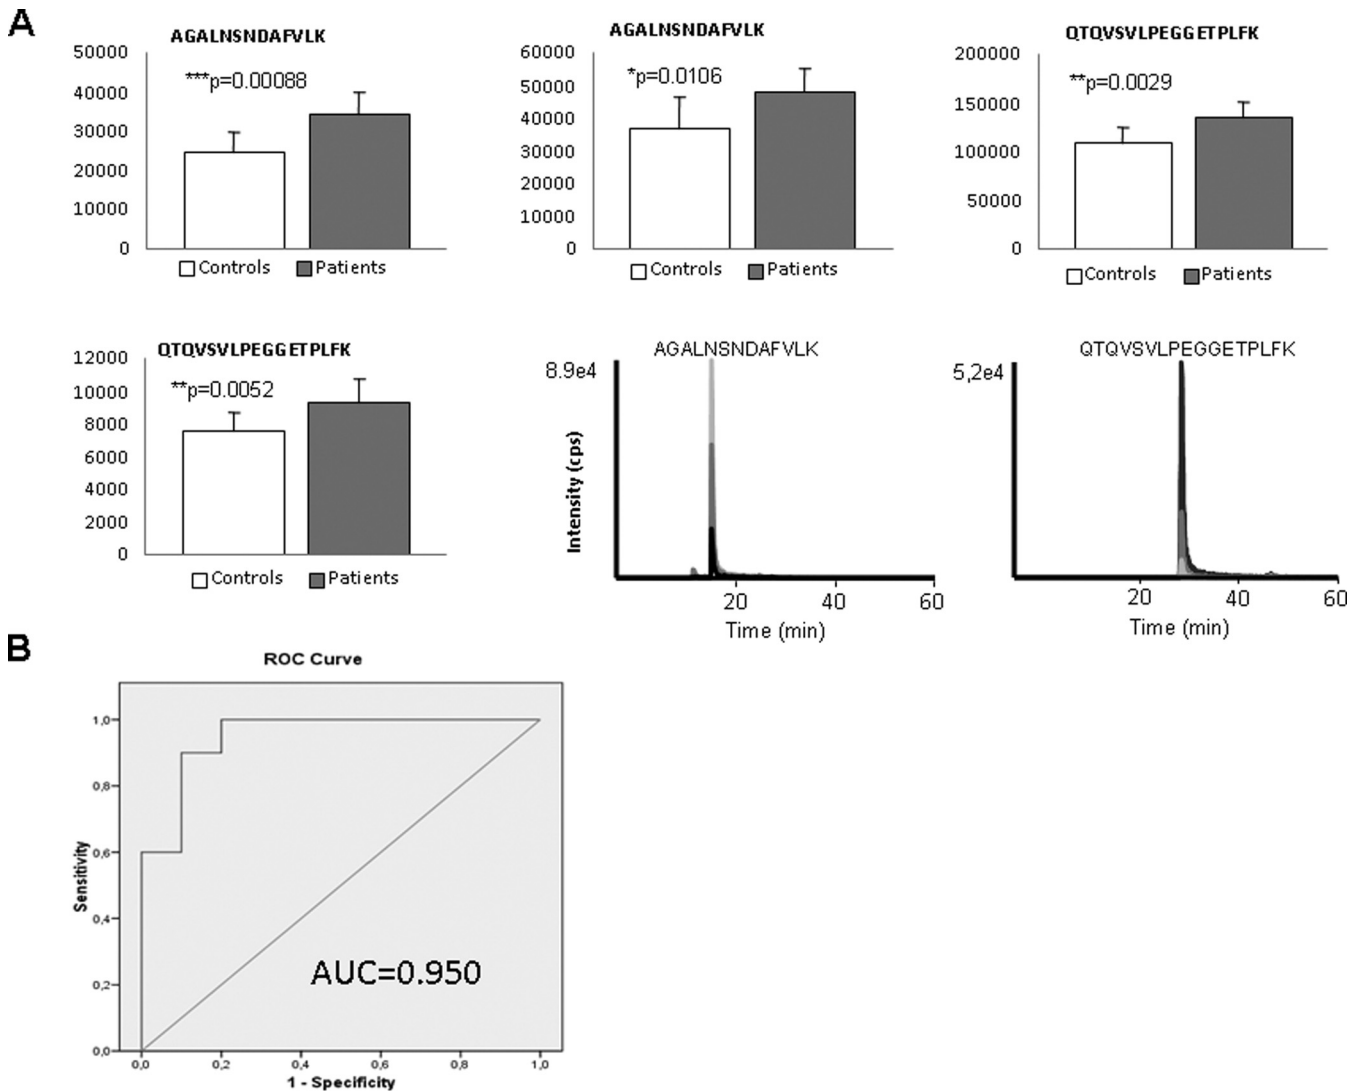 A
AGALNSNDAFVLK
50000
40000
30000
20000
10000
0
***p=0.00088
Controls Patients
AGALNSNDAFVLK
60000
50000
40000
30000
20000
10000
0
*p=0.0106
Controls Patients
QTQVSVLPEGGETPLFK
200000
150000
100000
50000
0
**p=0.0029
Controls Patients
QTQVSVLPEGGETPLFK
12000
10000
8000
6000
4000
2000
0
**p=0.0052
Controls Patients
AGALNSNDAFVLK
8.9e4
Intensity (cps)
20 40 60
Time (min)
QTQVSVLPEGGETPLFK
5,2e4
20 40 60
Time (min)
B
ROC Curve
1,0
0,8
0,6
0,4
0,2
0,0
Sensitivity
AUC=0.950
0,0 0,2 0,4 0,6 0,8 1,0
1 - Specificity